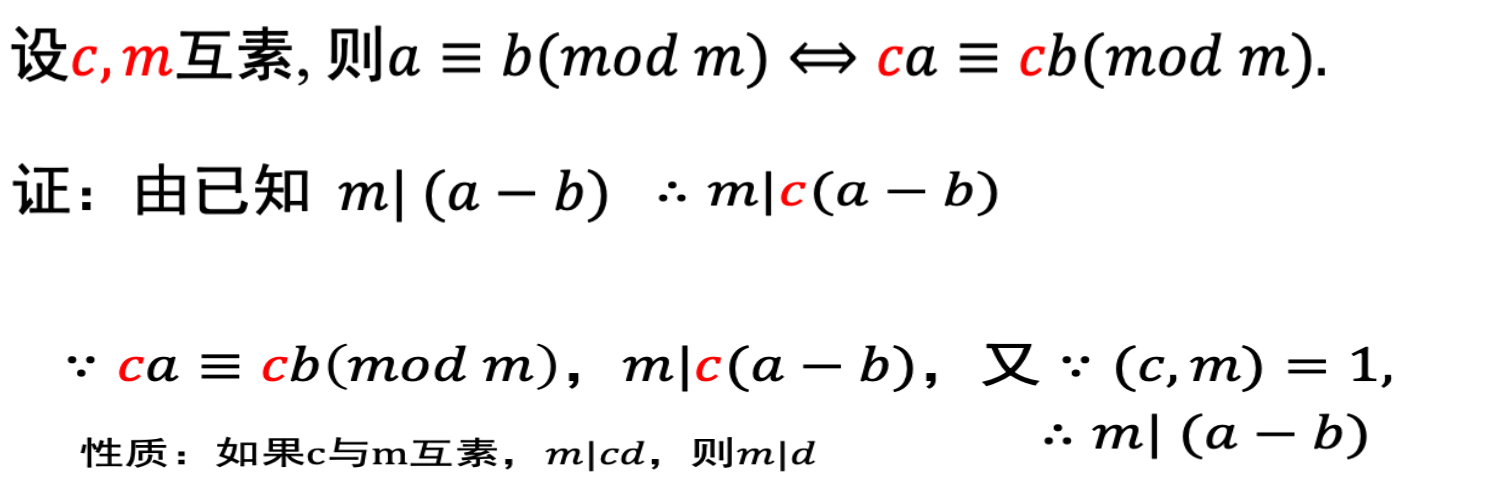 设c,m互素, 则a ≡ b(mod m) ⟺ ca ≡ cb(mod m).
证：由已知 m| (a − b) ∴ m|c(a − b)
∵ ca ≡ cb(mod m)，m|c(a − b)，又 ∵ (c, m) = 1,
∴ m| (a − b)
性质：如果c与m互素，m|cd，则m|d